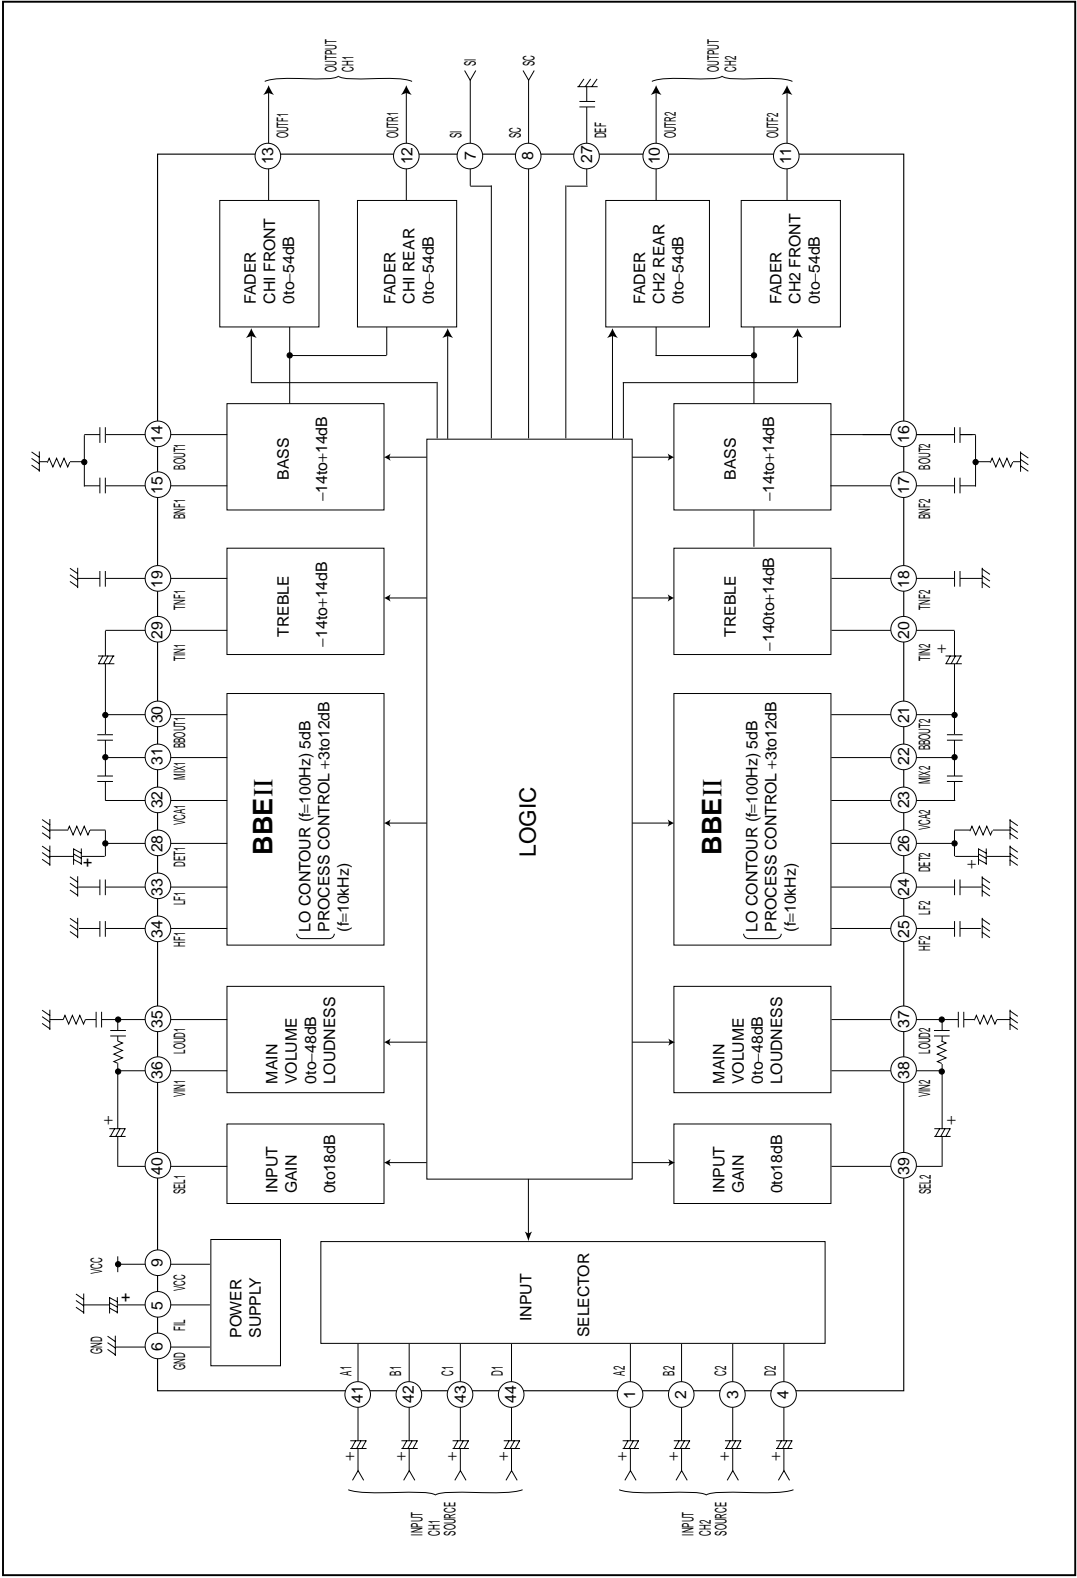 INPUT
CH1
SOURCE
INPUT
CH2
SOURCE
41
A1
42
B1
43
C1
44
D1
1
A2
2
B2
3
C2
4
D2
INPUT
SELECTOR
GND
6
GND
5
FIL
+
VCC
9
VCC
POWER
SUPPLY
40
SEL1
+
36
VIN1
35
LOUD1
34
HF1
33
LF1
28
DET1
+
32
VCA1
31
MIX1
30
BBOUT1
29
TIN1
19
TNF1
15
BNF1
14
BOUT1
INPUT
GAIN
0to18dB
MAIN
VOLUME
0to−48dB
LOUDNESS
BBEII
LO CONTOUR (f=100Hz) 5dB
PROCESS CONTROL +3to12dB
(f=10kHz)
TREBLE
−14to+14dB
BASS
−14to+14dB
FADER
CHI FRONT
0to−54dB
FADER
CHI REAR
0to−54dB
13
OUTF1
12
OUTR1
OUTPUT
CH1
LOGIC
7
SI
SI
8
SC
SC
27
DEF
INPUT
GAIN
0to18dB
MAIN
VOLUME
0to−48dB
LOUDNESS
BBEII
LO CONTOUR (f=100Hz) 5dB
PROCESS CONTROL +3to12dB
(f=10kHz)
TREBLE
−140to+14dB
BASS
−14to+14dB
FADER
CH2 REAR
0to−54dB
FADER
CH2 FRONT
0to−54dB
10
OUTR2
11
OUTF2
OUTPUT
CH2
39
SEL2
+
38
VIN2
37
LOUD2
25
HF2
24
LF2
26
DET2
+
23
VCA2
22
MIX2
21
BBOUT2
20
TIN2
+
18
TNF2
17
BNF2
16
BOUT2
+
+
+
+
+
+
+
+